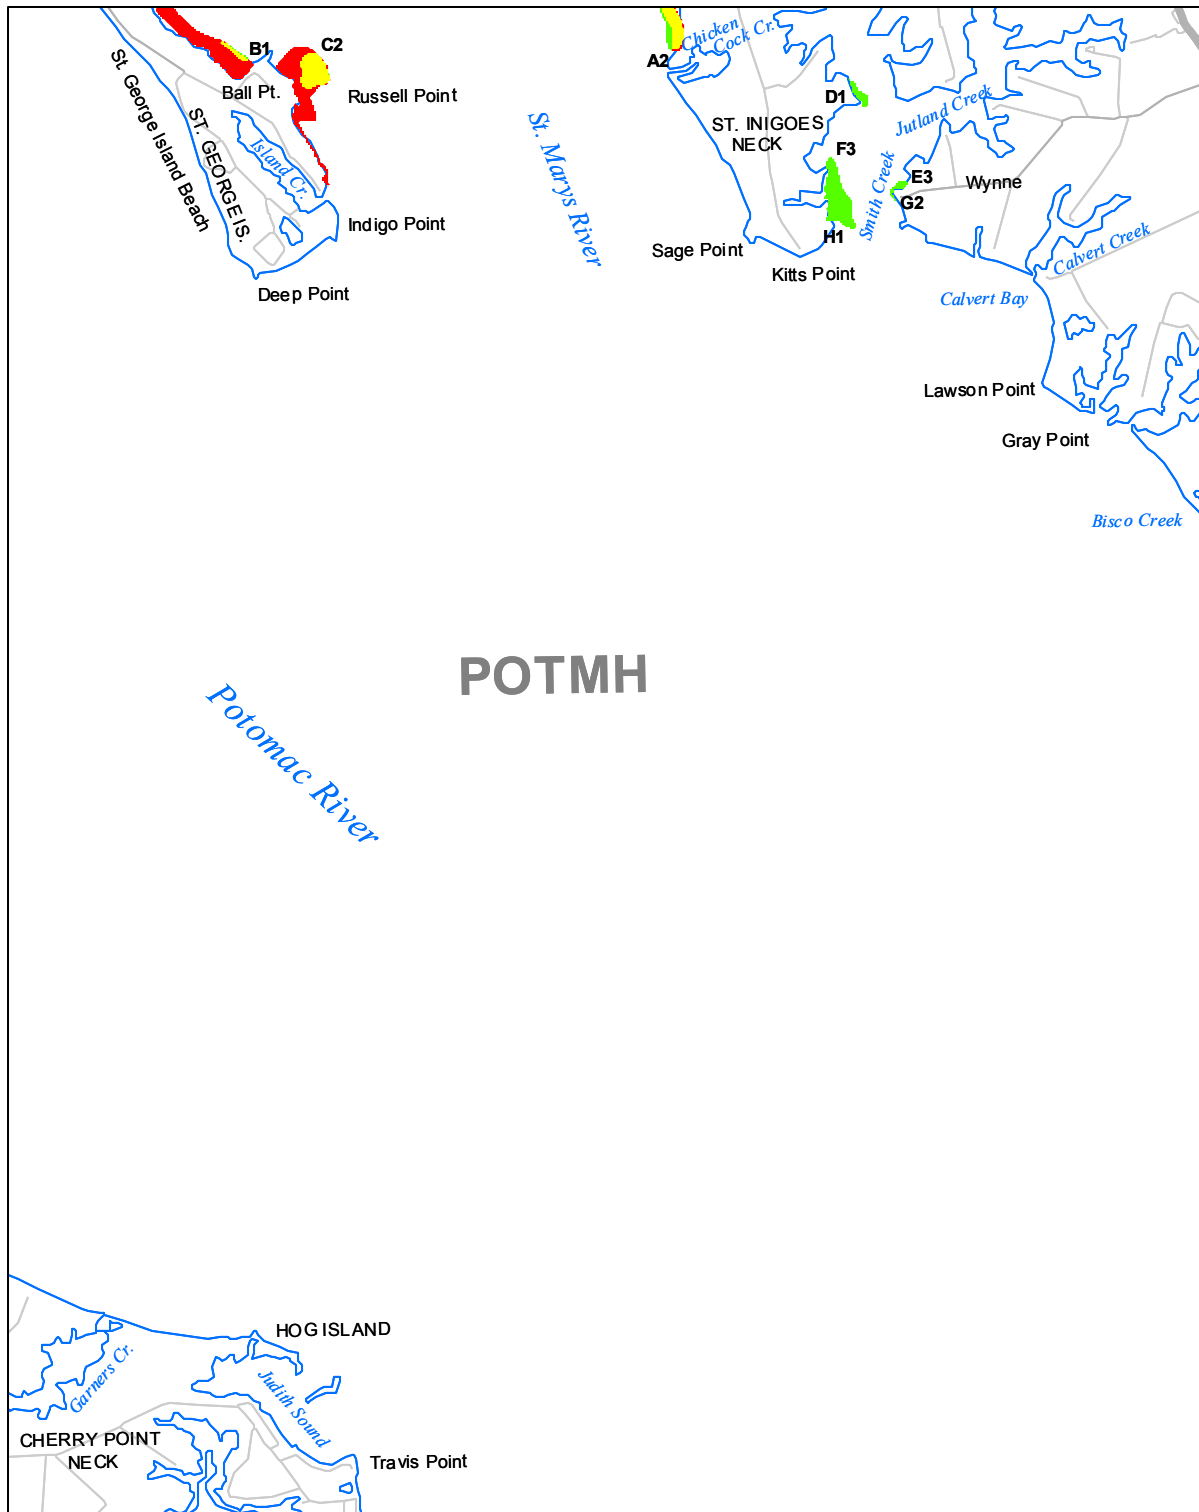 Chicken
Cock Cr.
B1
C2
A2
Ball Pt.
Russell Point
D1
St. George Island Beach
ST. GEORGE IS.
Island Cr.
St. Marys River
ST. INIGOES
NECK
Jutland Creek
F3
E3
Wynne
G2
Smith Creek
H1
Indigo Point
Sage Point
Kitts Point
Calvert Creek
Deep Point
Calvert Bay
Lawson Point
Gray Point
Bisco Creek
POTMH
Potomac River
HOG ISLAND
Garners Cr.
Judith Sound
CHERRY POINT
NECK
Travis Point